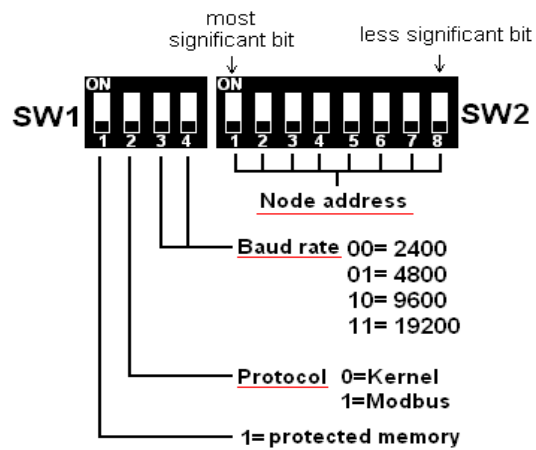 most
significant bit
less significant bit
ON
ON
SW1
SW2
1 2 3 4
1 2 3 4 5 6 7 8
Node address
Baud rate 00= 2400
01= 4800
10= 9600
11= 19200
Protocol 0=Kernel
1=Modbus
1= protected memory